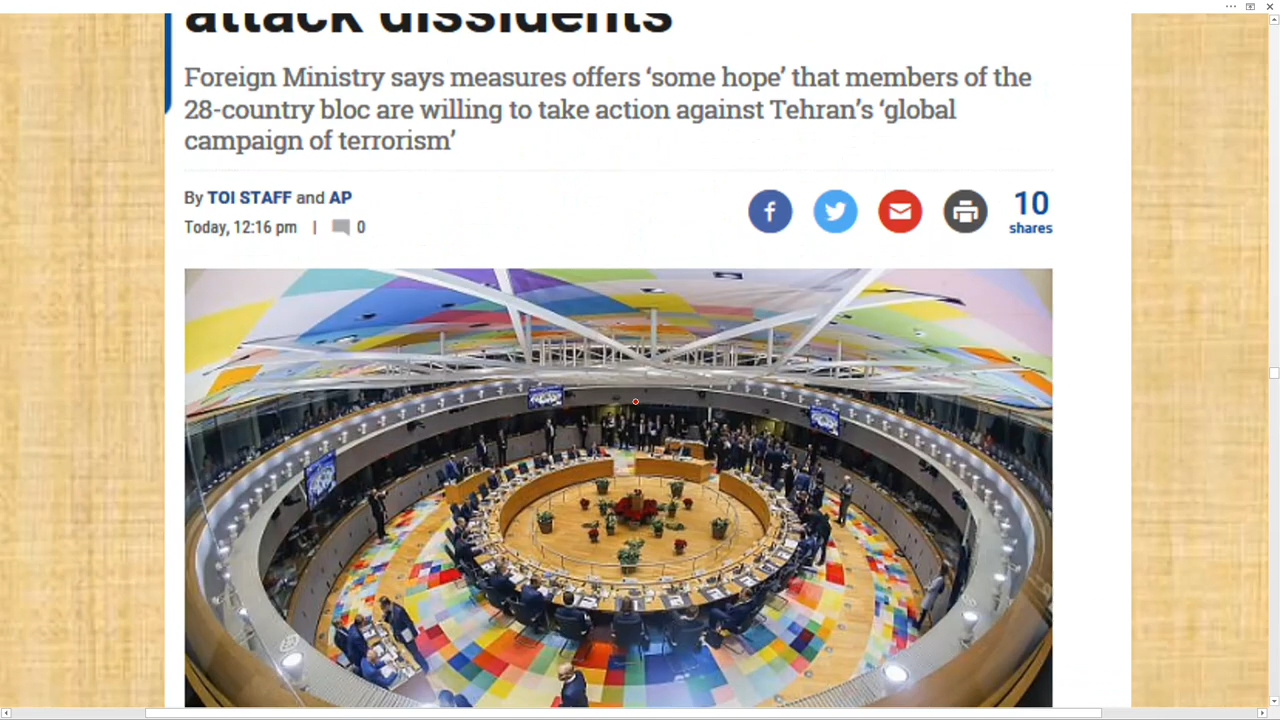 attack dissidents
Foreign Ministry says measures offers ‘some hope’ that members of the
28-country bloc are willing to take action against Tehran’s ‘global
campaign of terrorism’
By TOI STAFF and AP
Today, 12:16 pm | 0
10
shares